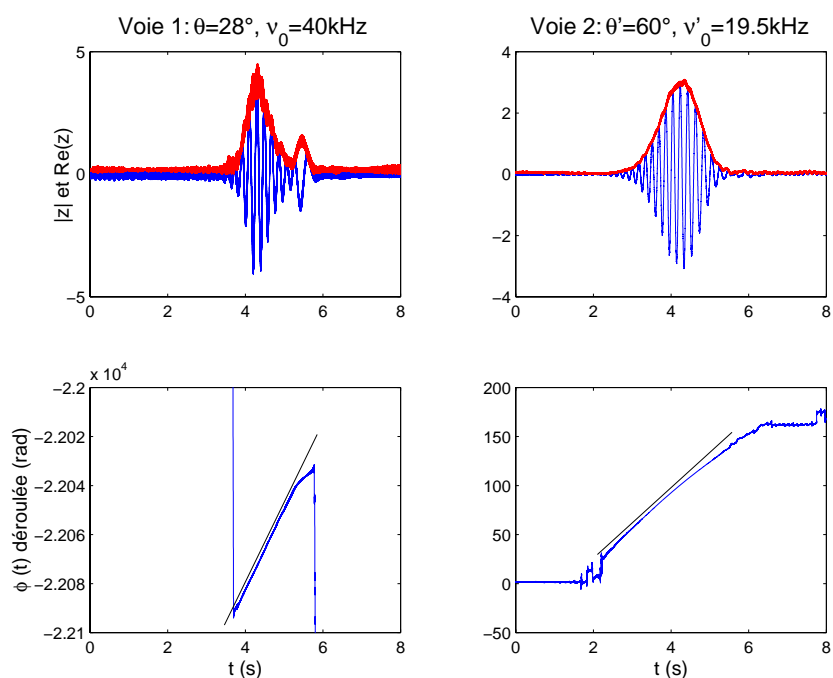 Voie 1: θ=28°, ν₀=40kHz
Voie 2: θ'=60°, ν'₀=19.5kHz
|z| et Re(z)
5
0
−5
0 2 4 6 8
4
2
0
−2
−4
0 2 4 6 8
x 10⁴
φ (t) déroulée (rad)
−2.2
−2.202
−2.204
−2.206
−2.208
−2.21
0 2 4 6 8
t (s)
200
150
100
50
0
−50
0 2 4 6 8
t (s)